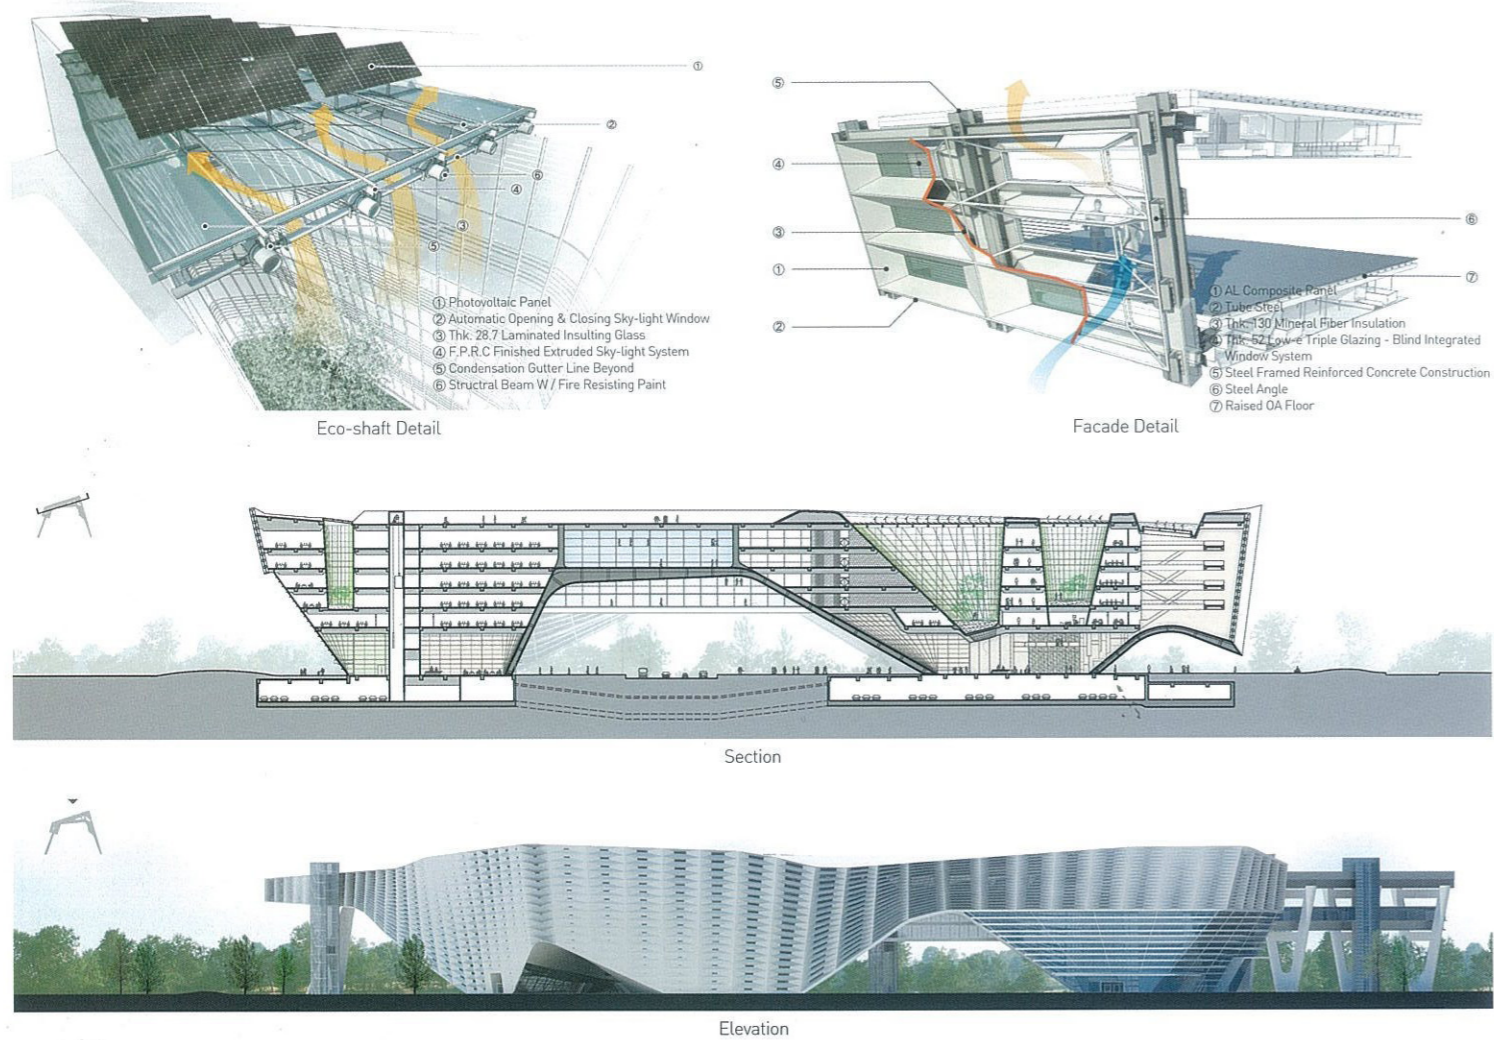 ①
②
⑥
④
③
⑤
① Photovoltaic Panel
② Automatic Opening & Closing Sky-light Window
③ Thk. 28.7 Laminated Insulting Glass
④ F.P.R.C Finished Extruded Sky-light System
⑤ Condensation Gutter Line Beyond
⑥ Structral Beam W / Fire Resisting Paint
Eco-shaft Detail
⑤
④
③
①
②
⑥
⑦
① AL Composite Panel
② Tube Steel
③ Thk. 130 Mineral Fiber Insulation
④ Thk. 52 Low-e Triple Glazing - Blind Integrated
Window System
⑤ Steel Framed Reinforced Concrete Construction
⑥ Steel Angle
⑦ Raised OA Floor
Facade Detail
Section
Elevation